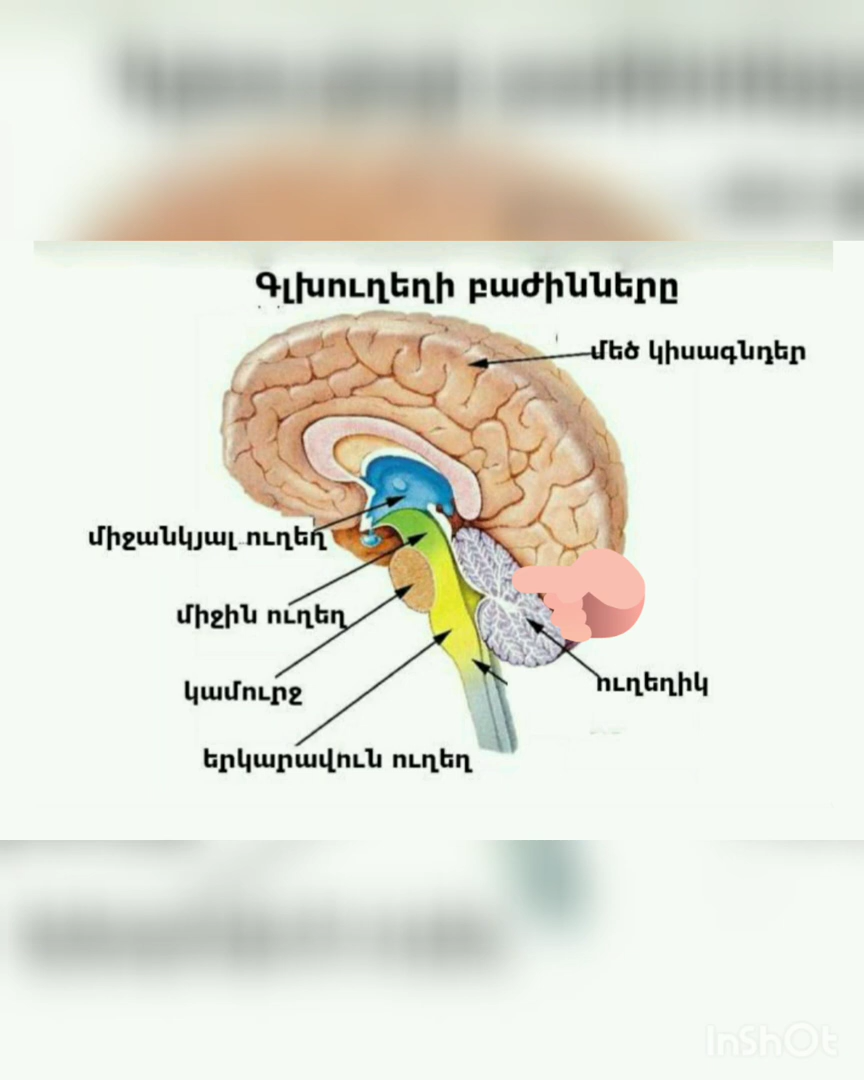 Գլխուղեղի բաժինները
մեծ կիսագնդեր
միջանկյալ ուղեղ
միջին ուղեղ
կամուրջ
ուղեղիկ
երկարավուն ուղեղ
InShOt